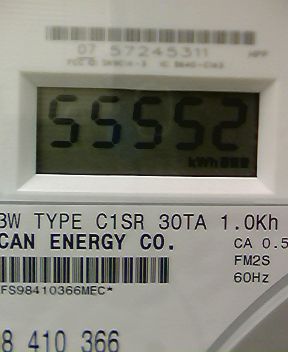 07 57245311
55552
kWh
3W TYPE C1SR 30TA 1.0Kh
CAN ENERGY CO.
CA 0.5
FM2S
60Hz
FS98410366MEC*
8 410 366